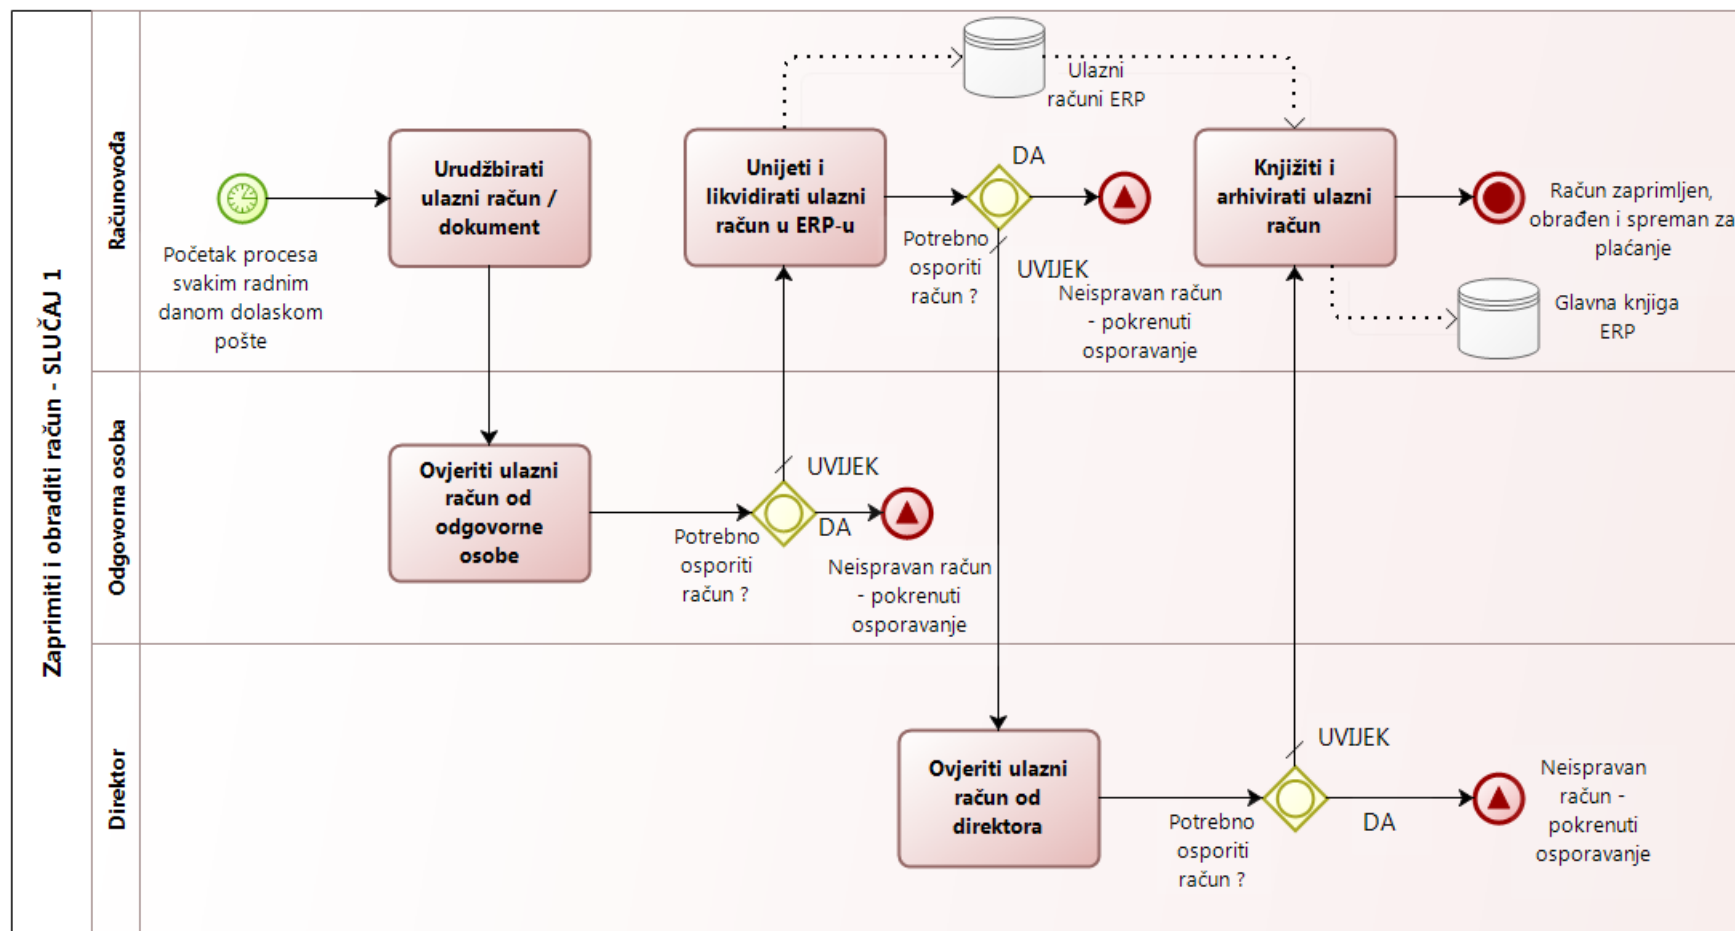 Zaprimiti i obraditi račun - SLUČAJ 1
Računovođa
Početak procesa
svakim radnim
danom dolaskom
pošte
Urudžbirati
ulazni račun /
dokument
Unijeti i
likvidirati ulazni
račun u ERP-u
Ulazni
računi ERP
Potrebno
osporiti
račun ?
DA
UVIJEK
Neispravan račun
- pokrenuti
osporavanje
Knjižiti i
arhivirati ulazni
račun
Račun zaprimljen,
obrađen i spreman za
plaćanje
Glavna knjiga
ERP
Odgovorna osoba
Ovjeriti ulazni
račun od
odgovorne
osobe
Potrebno
osporiti
račun ?
UVIJEK
DA
Neispravan račun
- pokrenuti
osporavanje
Direktor
Ovjeriti ulazni
račun od
direktora
Potrebno
osporiti
račun ?
UVIJEK
DA
Neispravan
račun -
pokrenuti
osporavanje